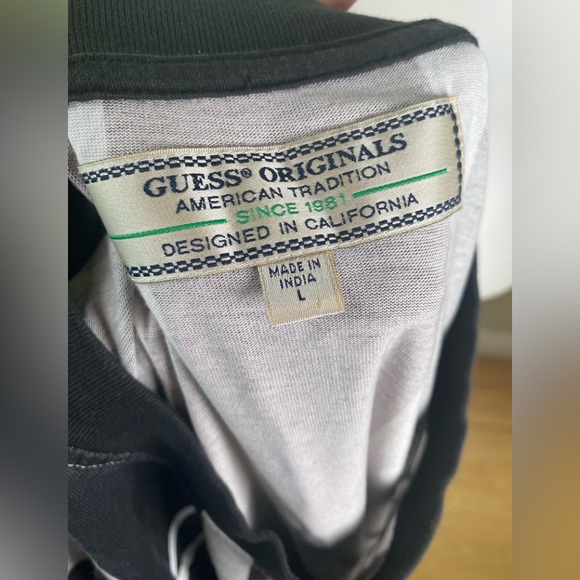 GUESS® ORIGINALS
AMERICAN TRADITION
SINCE 1981
DESIGNED IN CALIFORNIA
MADE IN
INDIA
L